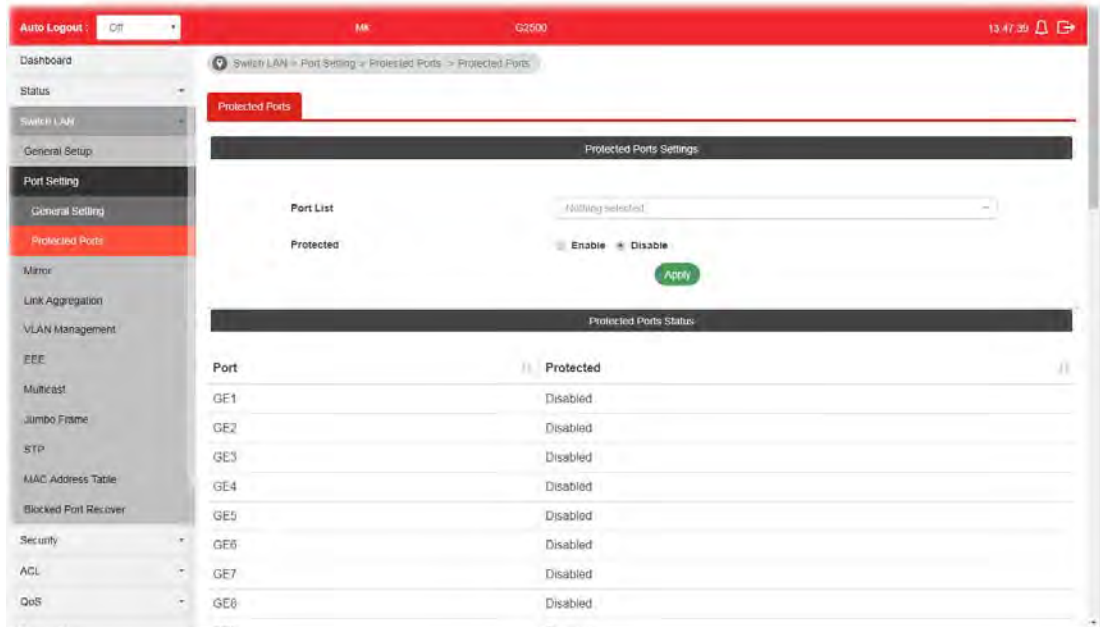 Auto Logout : Off MK G2500 13:47:39
Dashboard
Status
Switch LAN
General Setup
Port Setting
General Setting
Protected Ports
Mirror
Link Aggregation
VLAN Management
EEE
Multicast
Jumbo Frame
STP
MAC Address Table
Blocked Port Recover
Security
ACL
QoS
Switch LAN > Port Setting > Protected Ports > Protected Ports
Protected Ports
Protected Ports Settings
Port List Nothing selected
Protected Enable Disable
Apply
Protected Ports Status
Port Protected
GE1 Disabled
GE2 Disabled
GE3 Disabled
GE4 Disabled
GE5 Disabled
GE6 Disabled
GE7 Disabled
GE8 Disabled